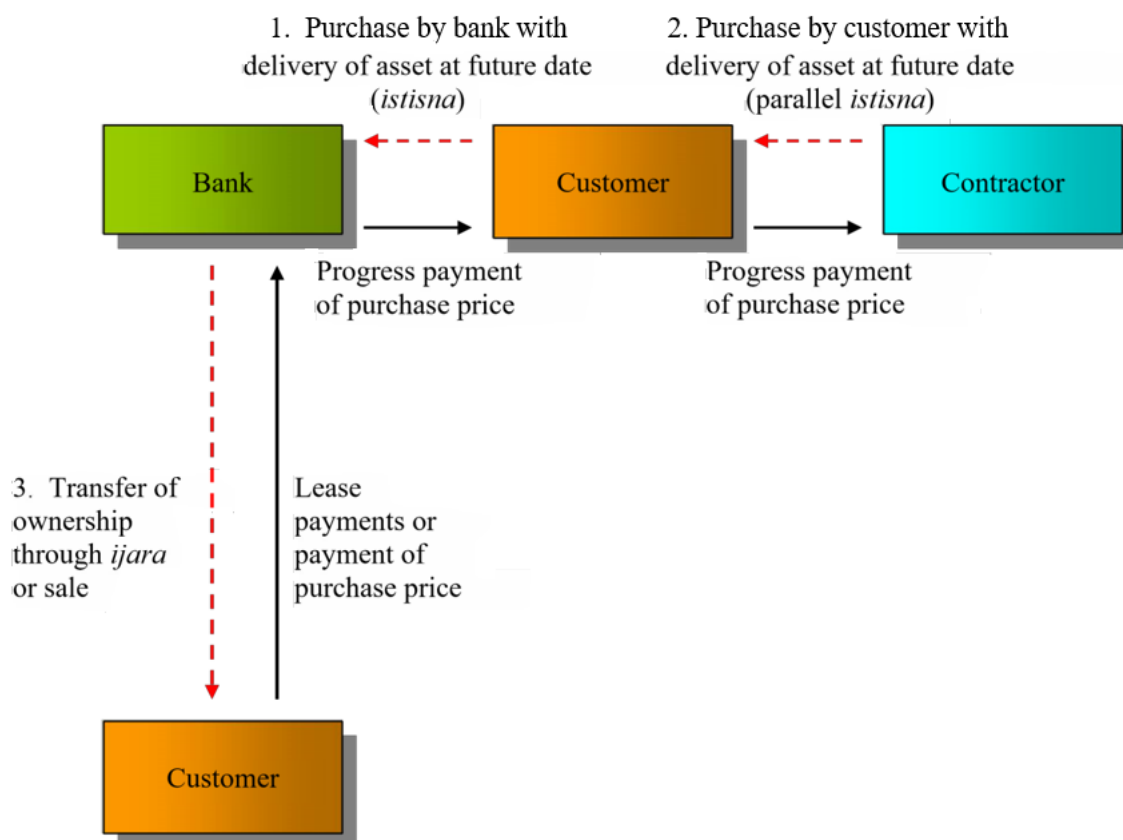 1. Purchase by bank with
delivery of asset at future date
(istisna)
2. Purchase by customer with
delivery of asset at future date
(parallel istisna)
Bank
Customer
Contractor
Progress payment
of purchase price
Progress payment
of purchase price
3. Transfer of
ownership
through ijara
or sale
Lease
payments or
payment of
purchase price
Customer